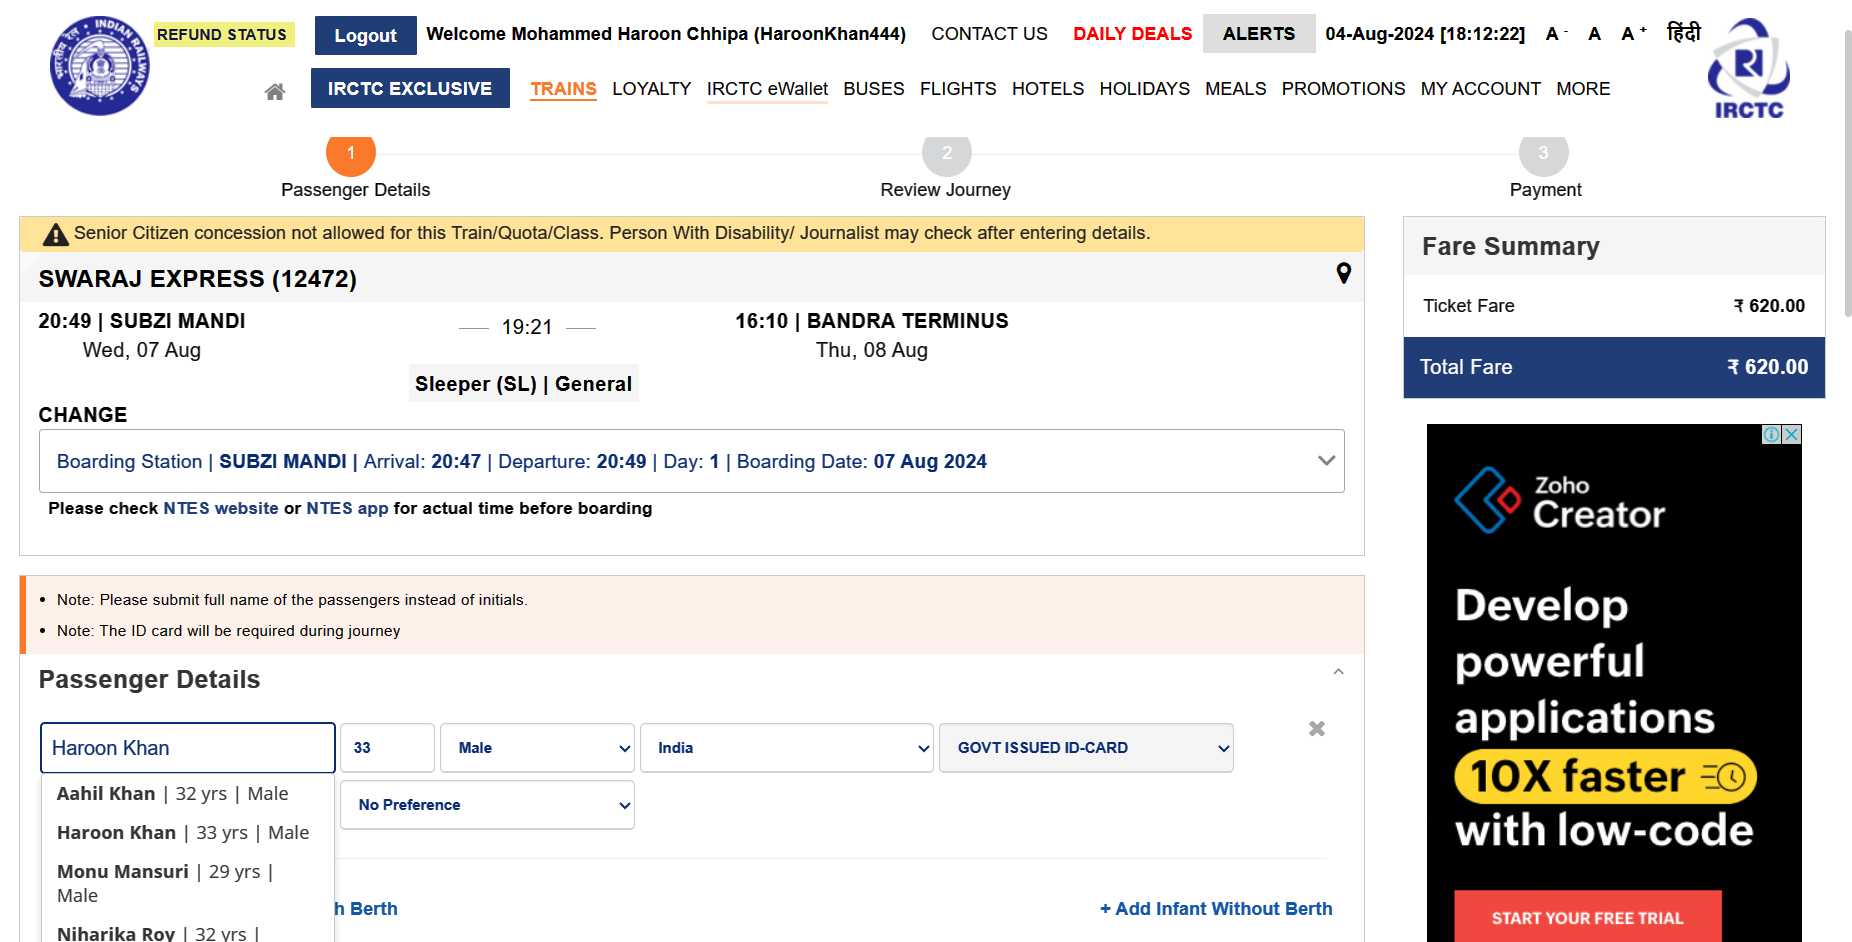 REFUND STATUS
Logout
Welcome Mohammed Haroon Chhipa (HaroonKhan444)
CONTACT US
DAILY DEALS
ALERTS
04-Aug-2024 [18:12:22]
A - A A +
हिंदी
INDIAN RAILWAYS
भारतीय रेल
IRCTC
IRCTC EXCLUSIVE
TRAINS
LOYALTY
IRCTC eWallet
BUSES
FLIGHTS
HOTELS
HOLIDAYS
MEALS
PROMOTIONS
MY ACCOUNT
MORE
1
2
3
Passenger Details
Review Journey
Payment
Senior Citizen concession not allowed for this Train/Quota/Class. Person With Disability/ Journalist may check after entering details.
SWARAJ EXPRESS (12472)
20:49 | SUBZI MANDI
19:21
16:10 | BANDRA TERMINUS
Wed, 07 Aug
Thu, 08 Aug
Sleeper (SL) | General
CHANGE
Boarding Station | SUBZI MANDI | Arrival: 20:47 | Departure: 20:49 | Day: 1 | Boarding Date: 07 Aug 2024
Please check NTES website or NTES app for actual time before boarding
Note: Please submit full name of the passengers instead of initials.
Note: The ID card will be required during journey
Passenger Details
Haroon Khan
33
Male
India
GOVT ISSUED ID-CARD
Aahil Khan | 32 yrs | Male
No Preference
Haroon Khan | 33 yrs | Male
Monu Mansuri | 29 yrs |
Male
h Berth
+ Add Infant Without Berth
Niharika Roy | 32 yrs |
Fare Summary
Ticket Fare
₹ 620.00
Total Fare
₹ 620.00
Zoho
Creator
Develop
powerful
applications
10X faster
with low-code
START YOUR FREE TRIAL